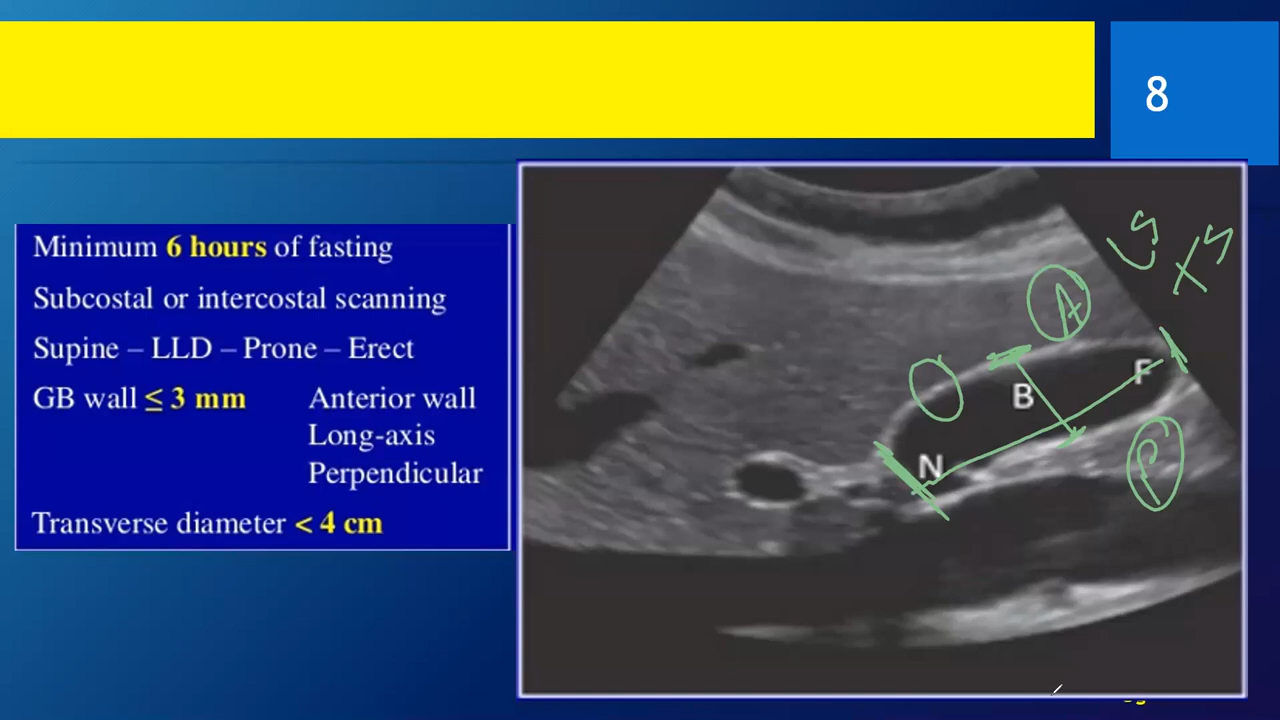 8
Minimum 6 hours of fasting
Subcostal or intercostal scanning
Supine – LLD – Prone – Erect
GB wall ≤ 3 mm Anterior wall
Long-axis
Perpendicular
Transverse diameter < 4 cm
LS
XS
A
B
F
N
P